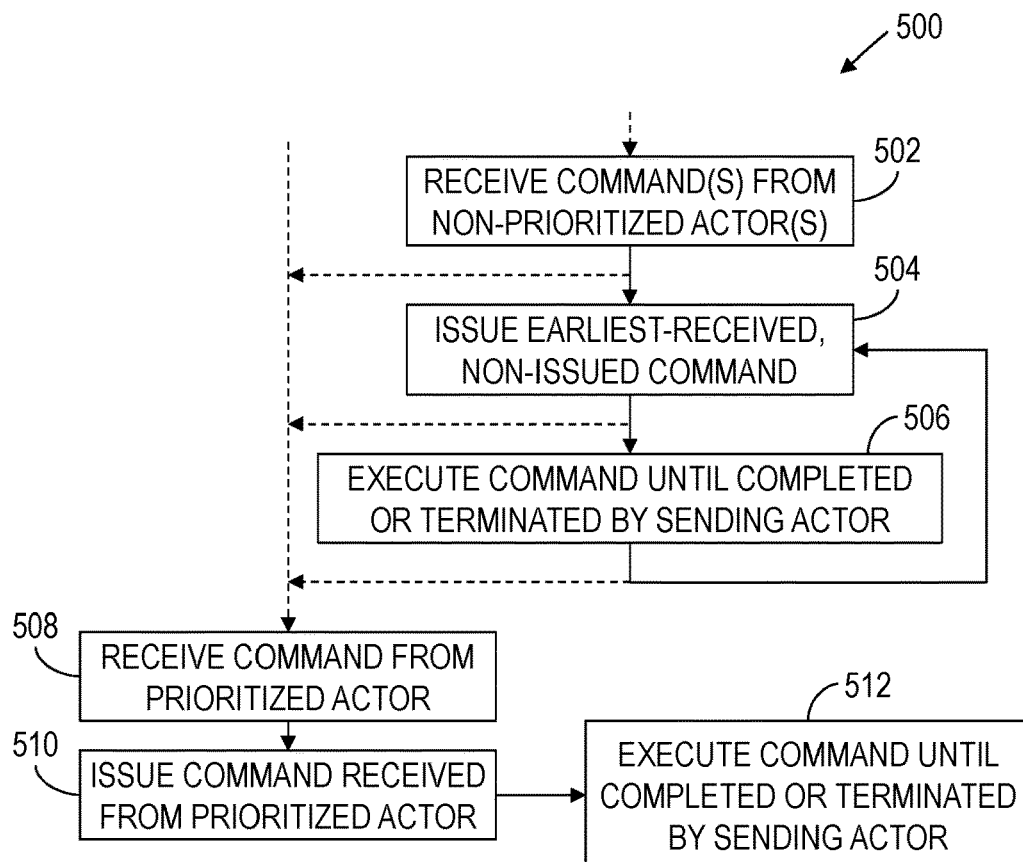 500
502
RECEIVE COMMAND(S) FROM
NON-PRIORITIZED ACTOR(S)
504
ISSUE EARLIEST-RECEIVED,
NON-ISSUED COMMAND
506
EXECUTE COMMAND UNTIL COMPLETED
OR TERMINATED BY SENDING ACTOR
508
RECEIVE COMMAND FROM
PRIORITIZED ACTOR
510
ISSUE COMMAND RECEIVED
FROM PRIORITIZED ACTOR
512
EXECUTE COMMAND UNTIL
COMPLETED OR TERMINATED
BY SENDING ACTOR